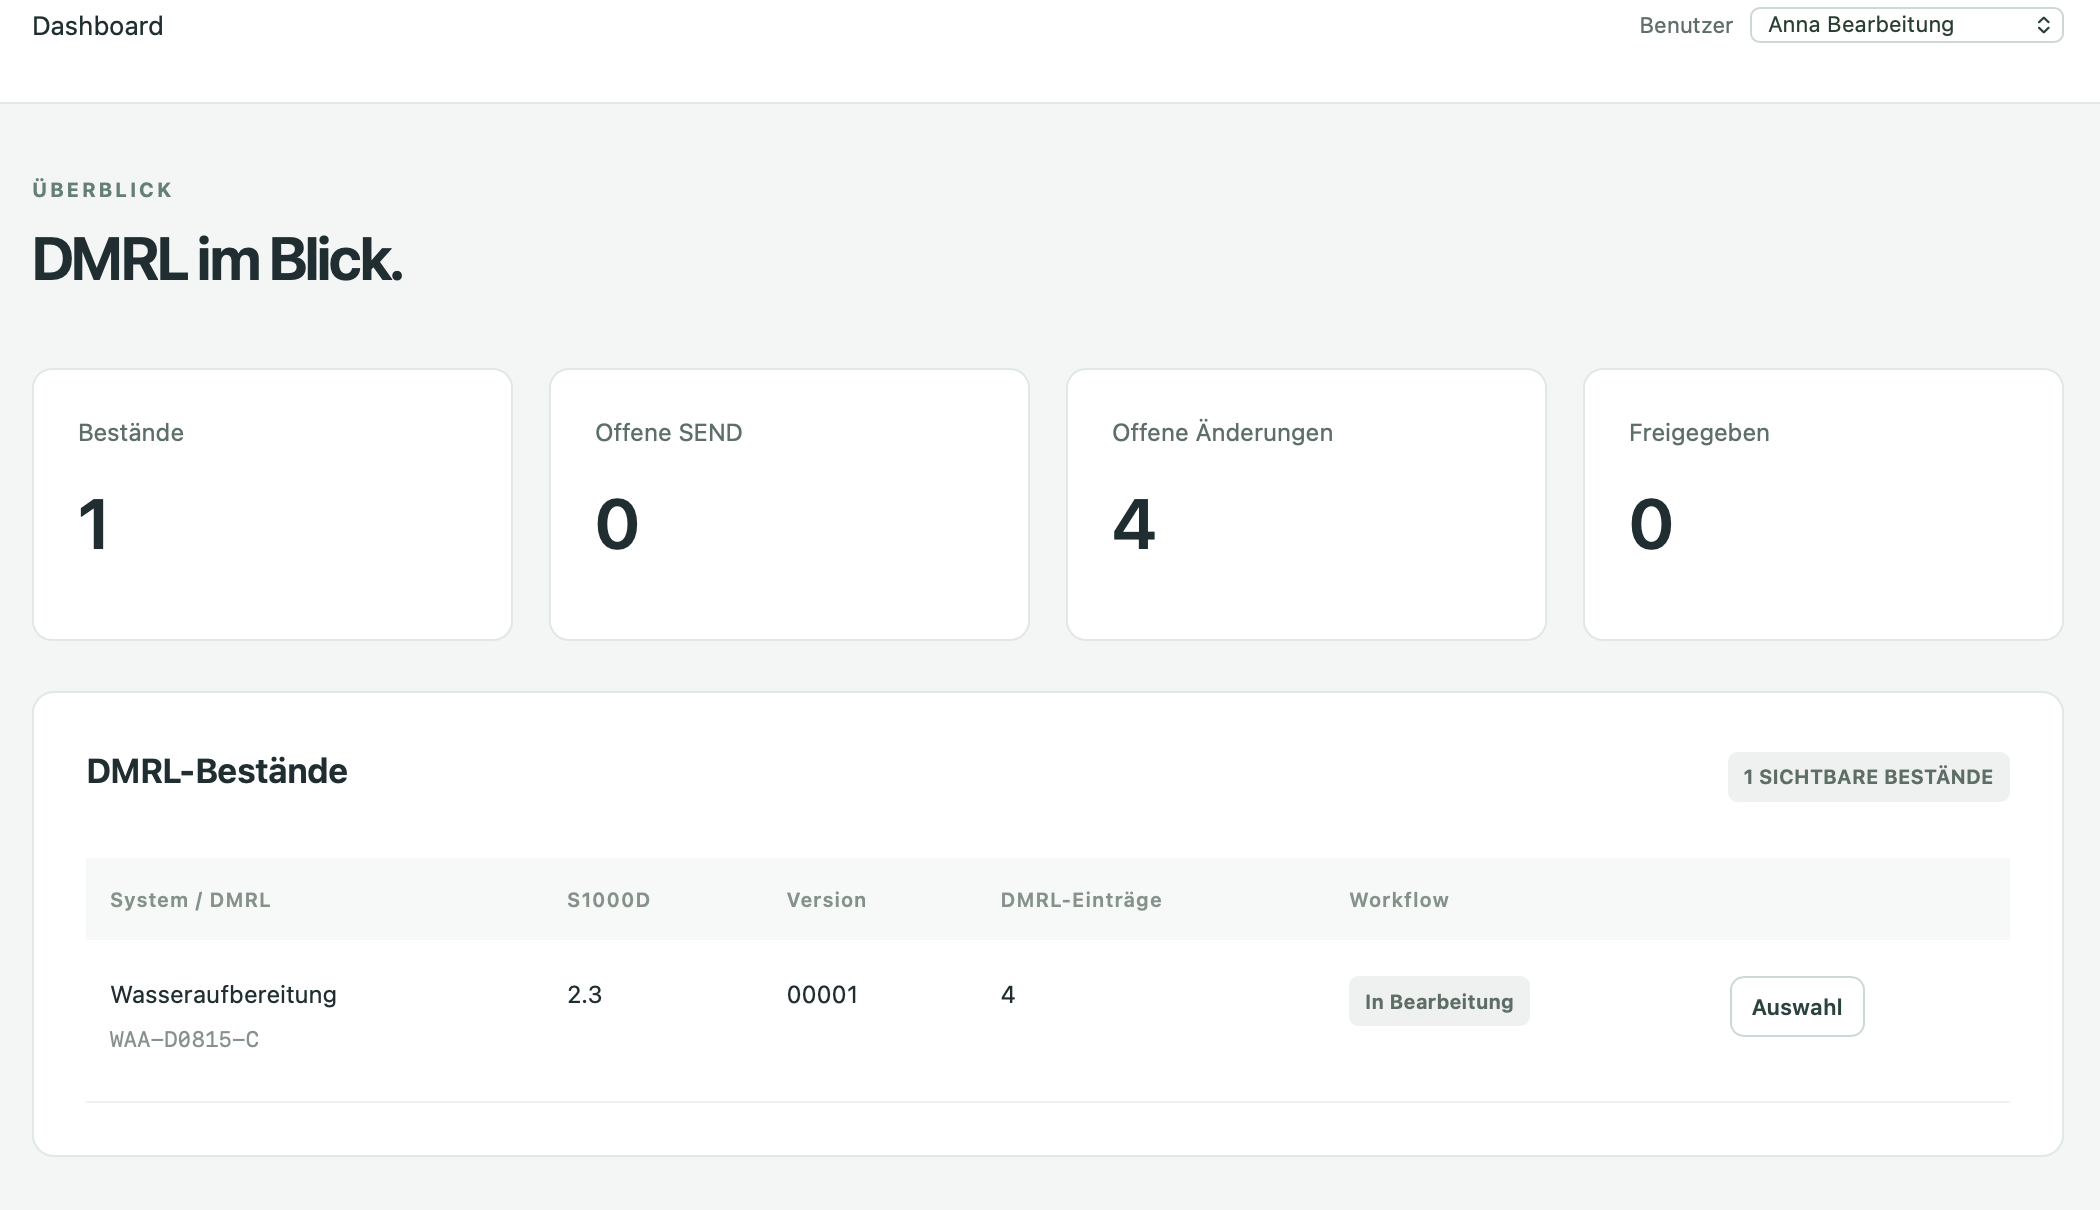 Dashboard
Benutzer Anna Bearbeitung
ÜBERBLICK
DMRL im Blick.
Bestände
1
Offene SEND
0
Offene Änderungen
4
Freigegeben
0
DMRL-Bestände
1 SICHTBARE BESTÄNDE
System / DMRL S1000D Version DMRL-Einträge Workflow
Wasseraufbereitung 2.3 00001 4 In Bearbeitung Auswahl
WAA-D0815-C